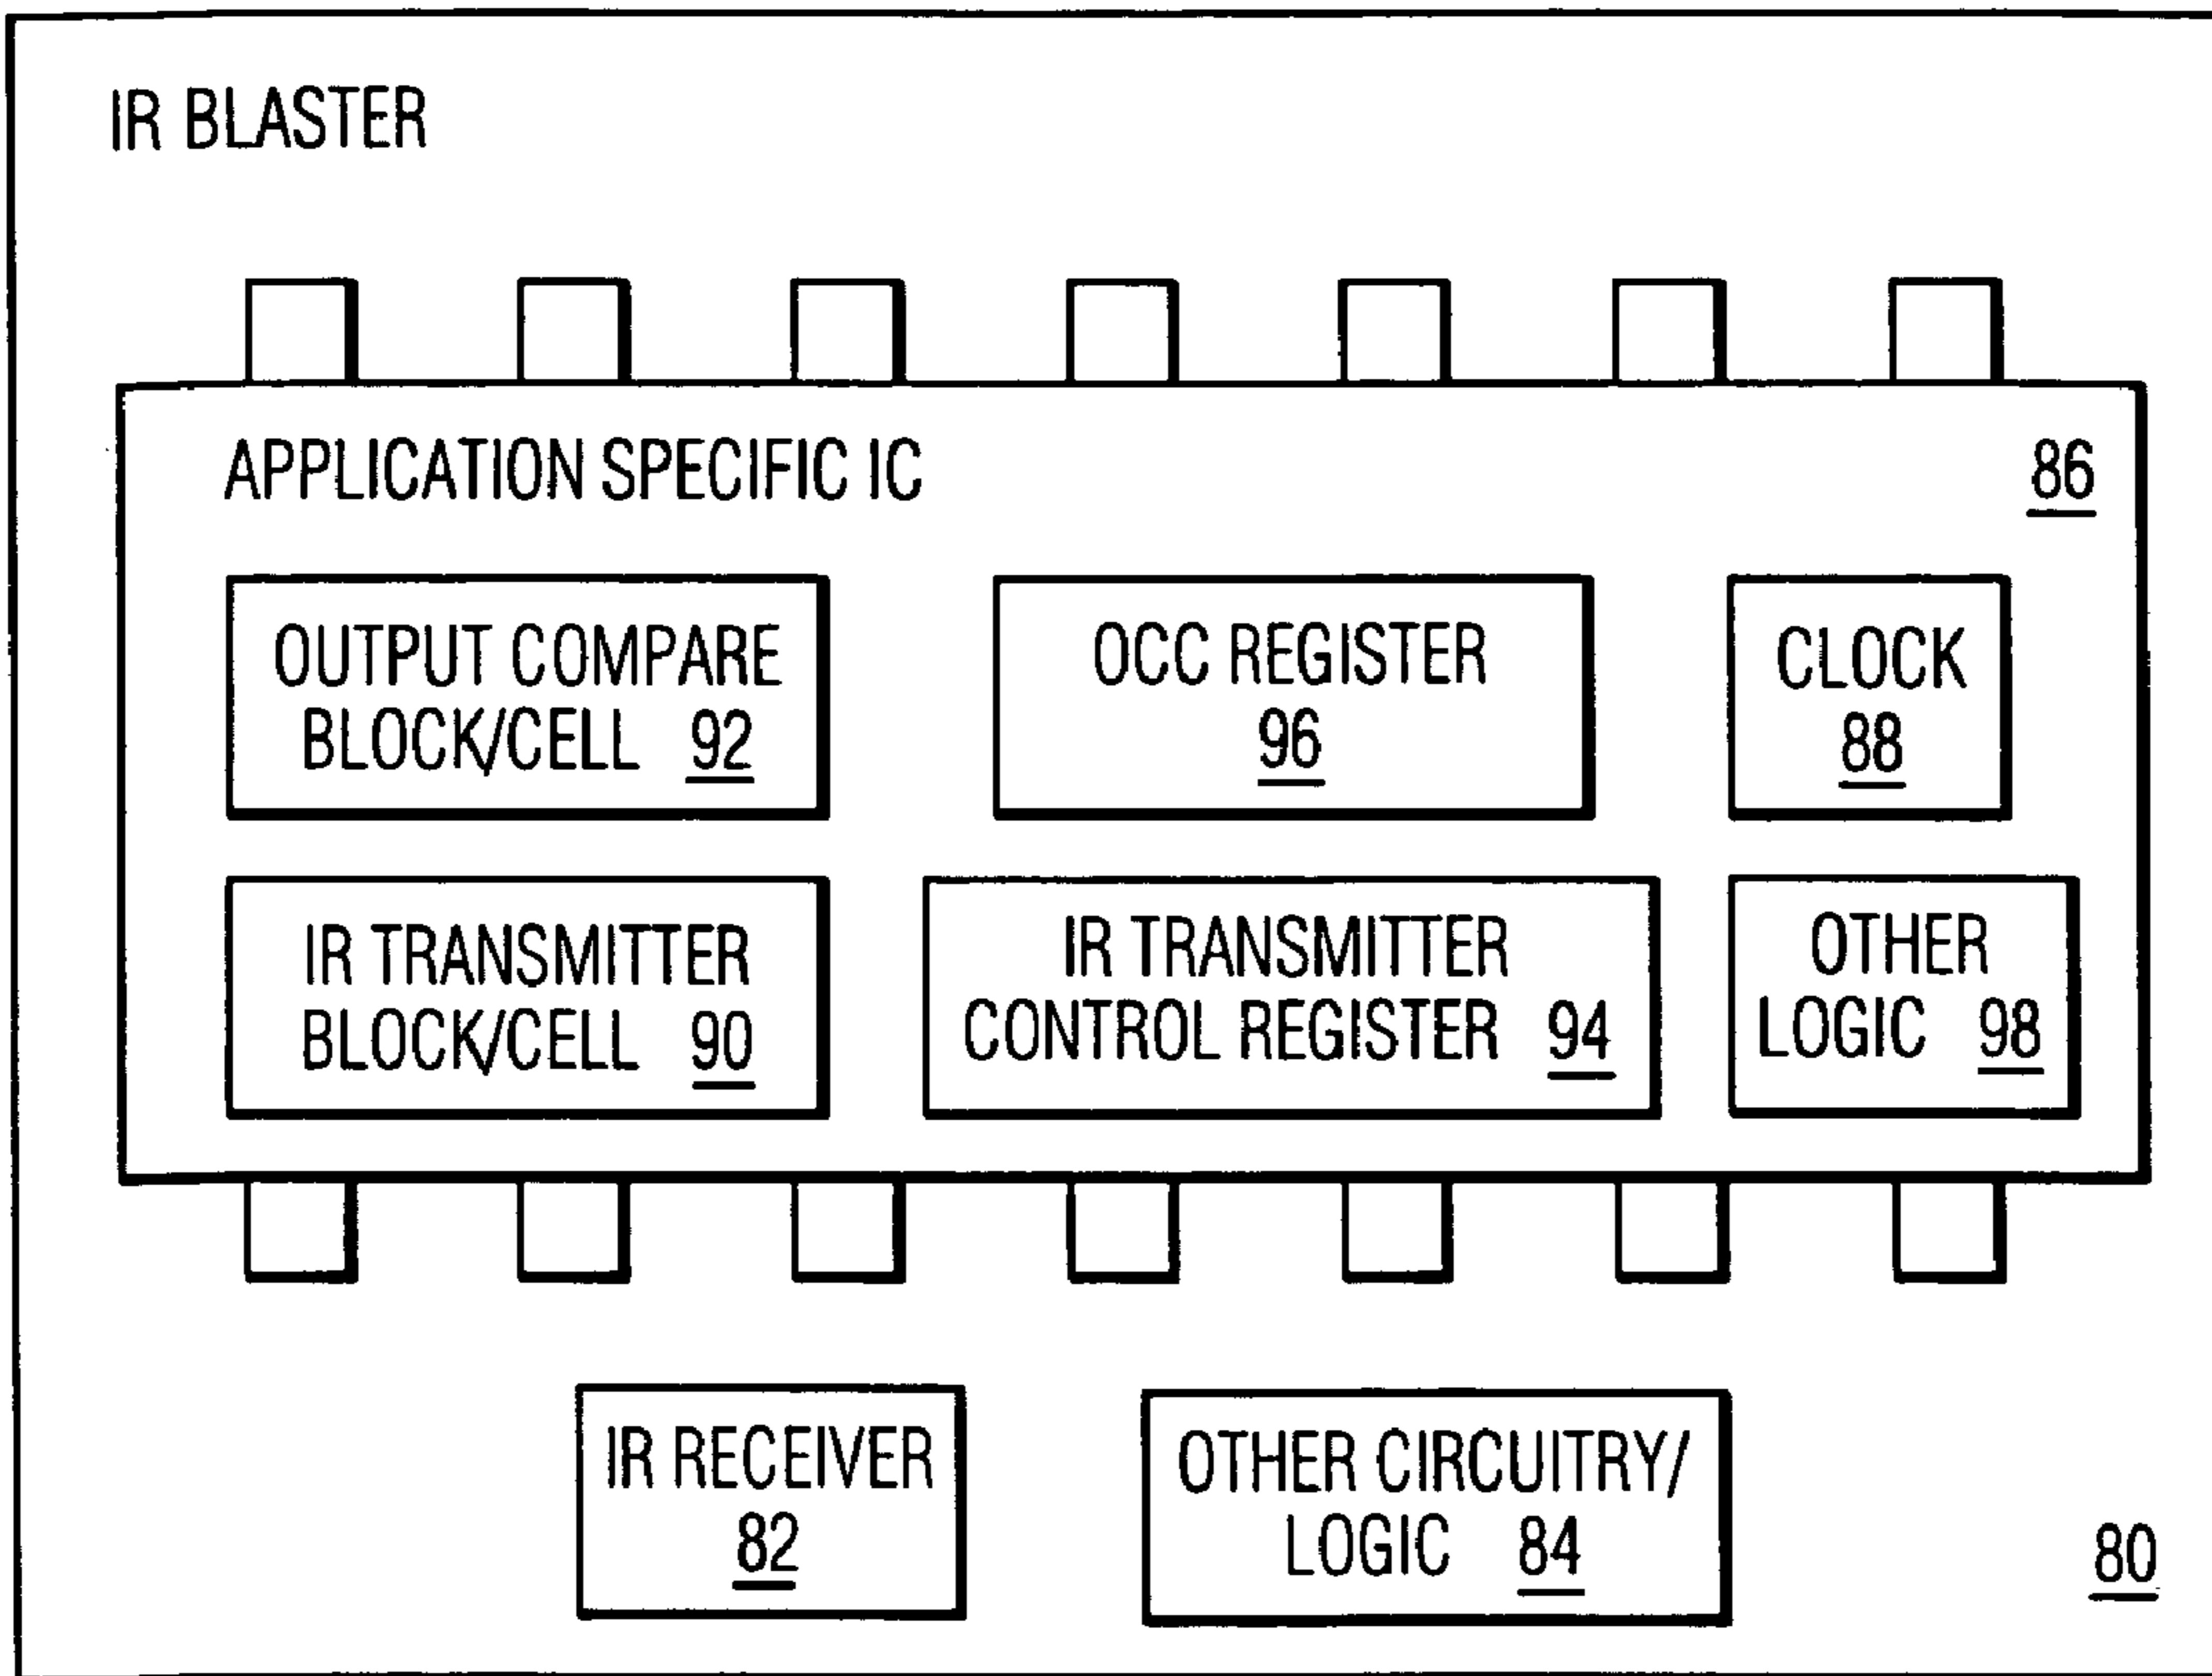 IR BLASTER
APPLICATION SPECIFIC IC
86
OUTPUT COMPARE
BLOCK/CELL 92
OCC REGISTER
96
CLOCK
88
IR TRANSMITTER
BLOCK/CELL 90
IR TRANSMITTER
CONTROL REGISTER 94
OTHER
LOGIC 98
IR RECEIVER
82
OTHER CIRCUITRY/
LOGIC 84
80